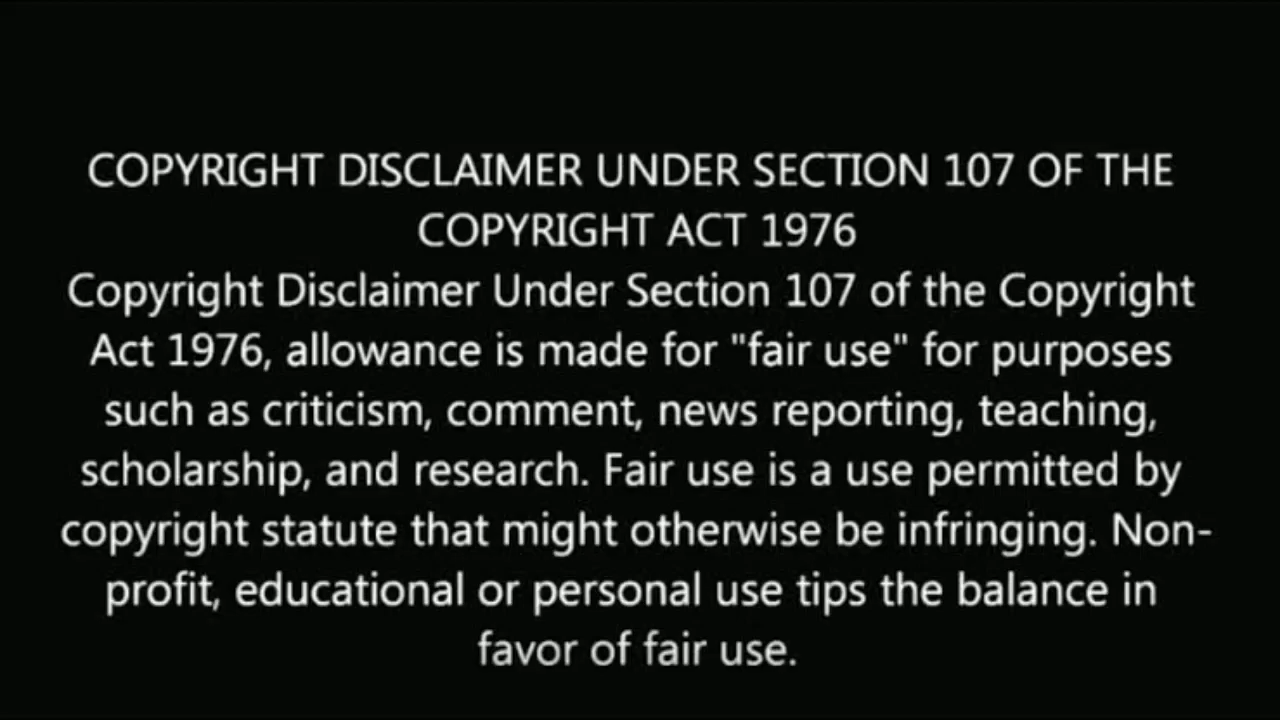 COPYRIGHT DISCLAIMER UNDER SECTION 107 OF THE
COPYRIGHT ACT 1976
Copyright Disclaimer Under Section 107 of the Copyright
Act 1976, allowance is made for "fair use" for purposes
such as criticism, comment, news reporting, teaching,
scholarship, and research. Fair use is a use permitted by
copyright statute that might otherwise be infringing. Non-
profit, educational or personal use tips the balance in
favor of fair use.